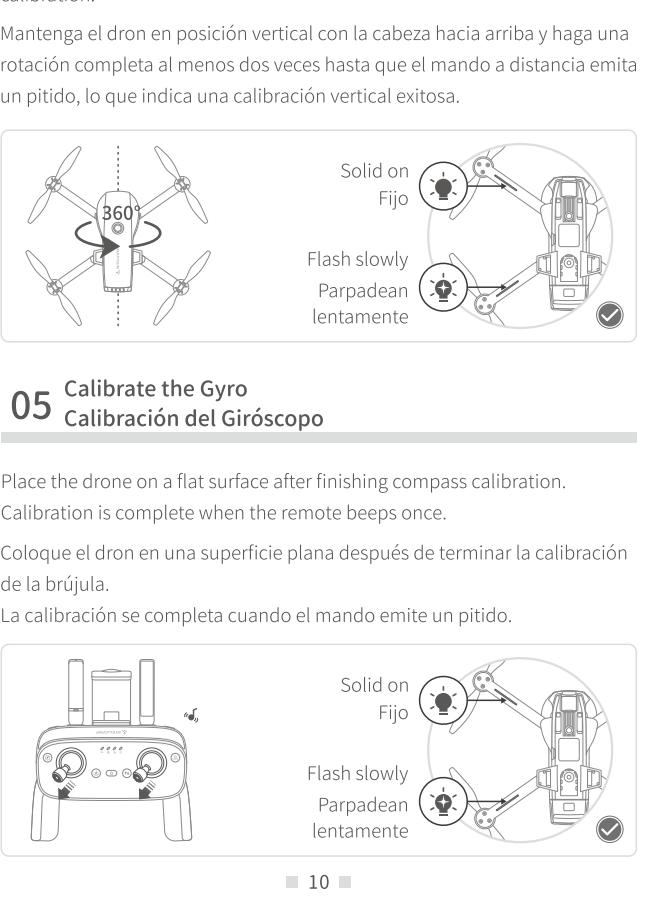 calibration.
Mantenga el dron en posición vertical con la cabeza hacia arriba y haga una
rotación completa al menos dos veces hasta que el mando a distancia emita
un pitido, lo que indica una calibración vertical exitosa.
360°
Solid on
Fijo
Flash slowly
Parpadean
lentamente
05
Calibrate the Gyro
Calibración del Giróscopo
Place the drone on a flat surface after finishing compass calibration.
Calibration is complete when the remote beeps once.
Coloque el dron en una superficie plana después de terminar la calibración
de la brújula.
La calibración se completa cuando el mando emite un pitido.
Solid on
Fijo
Flash slowly
Parpadean
lentamente
10